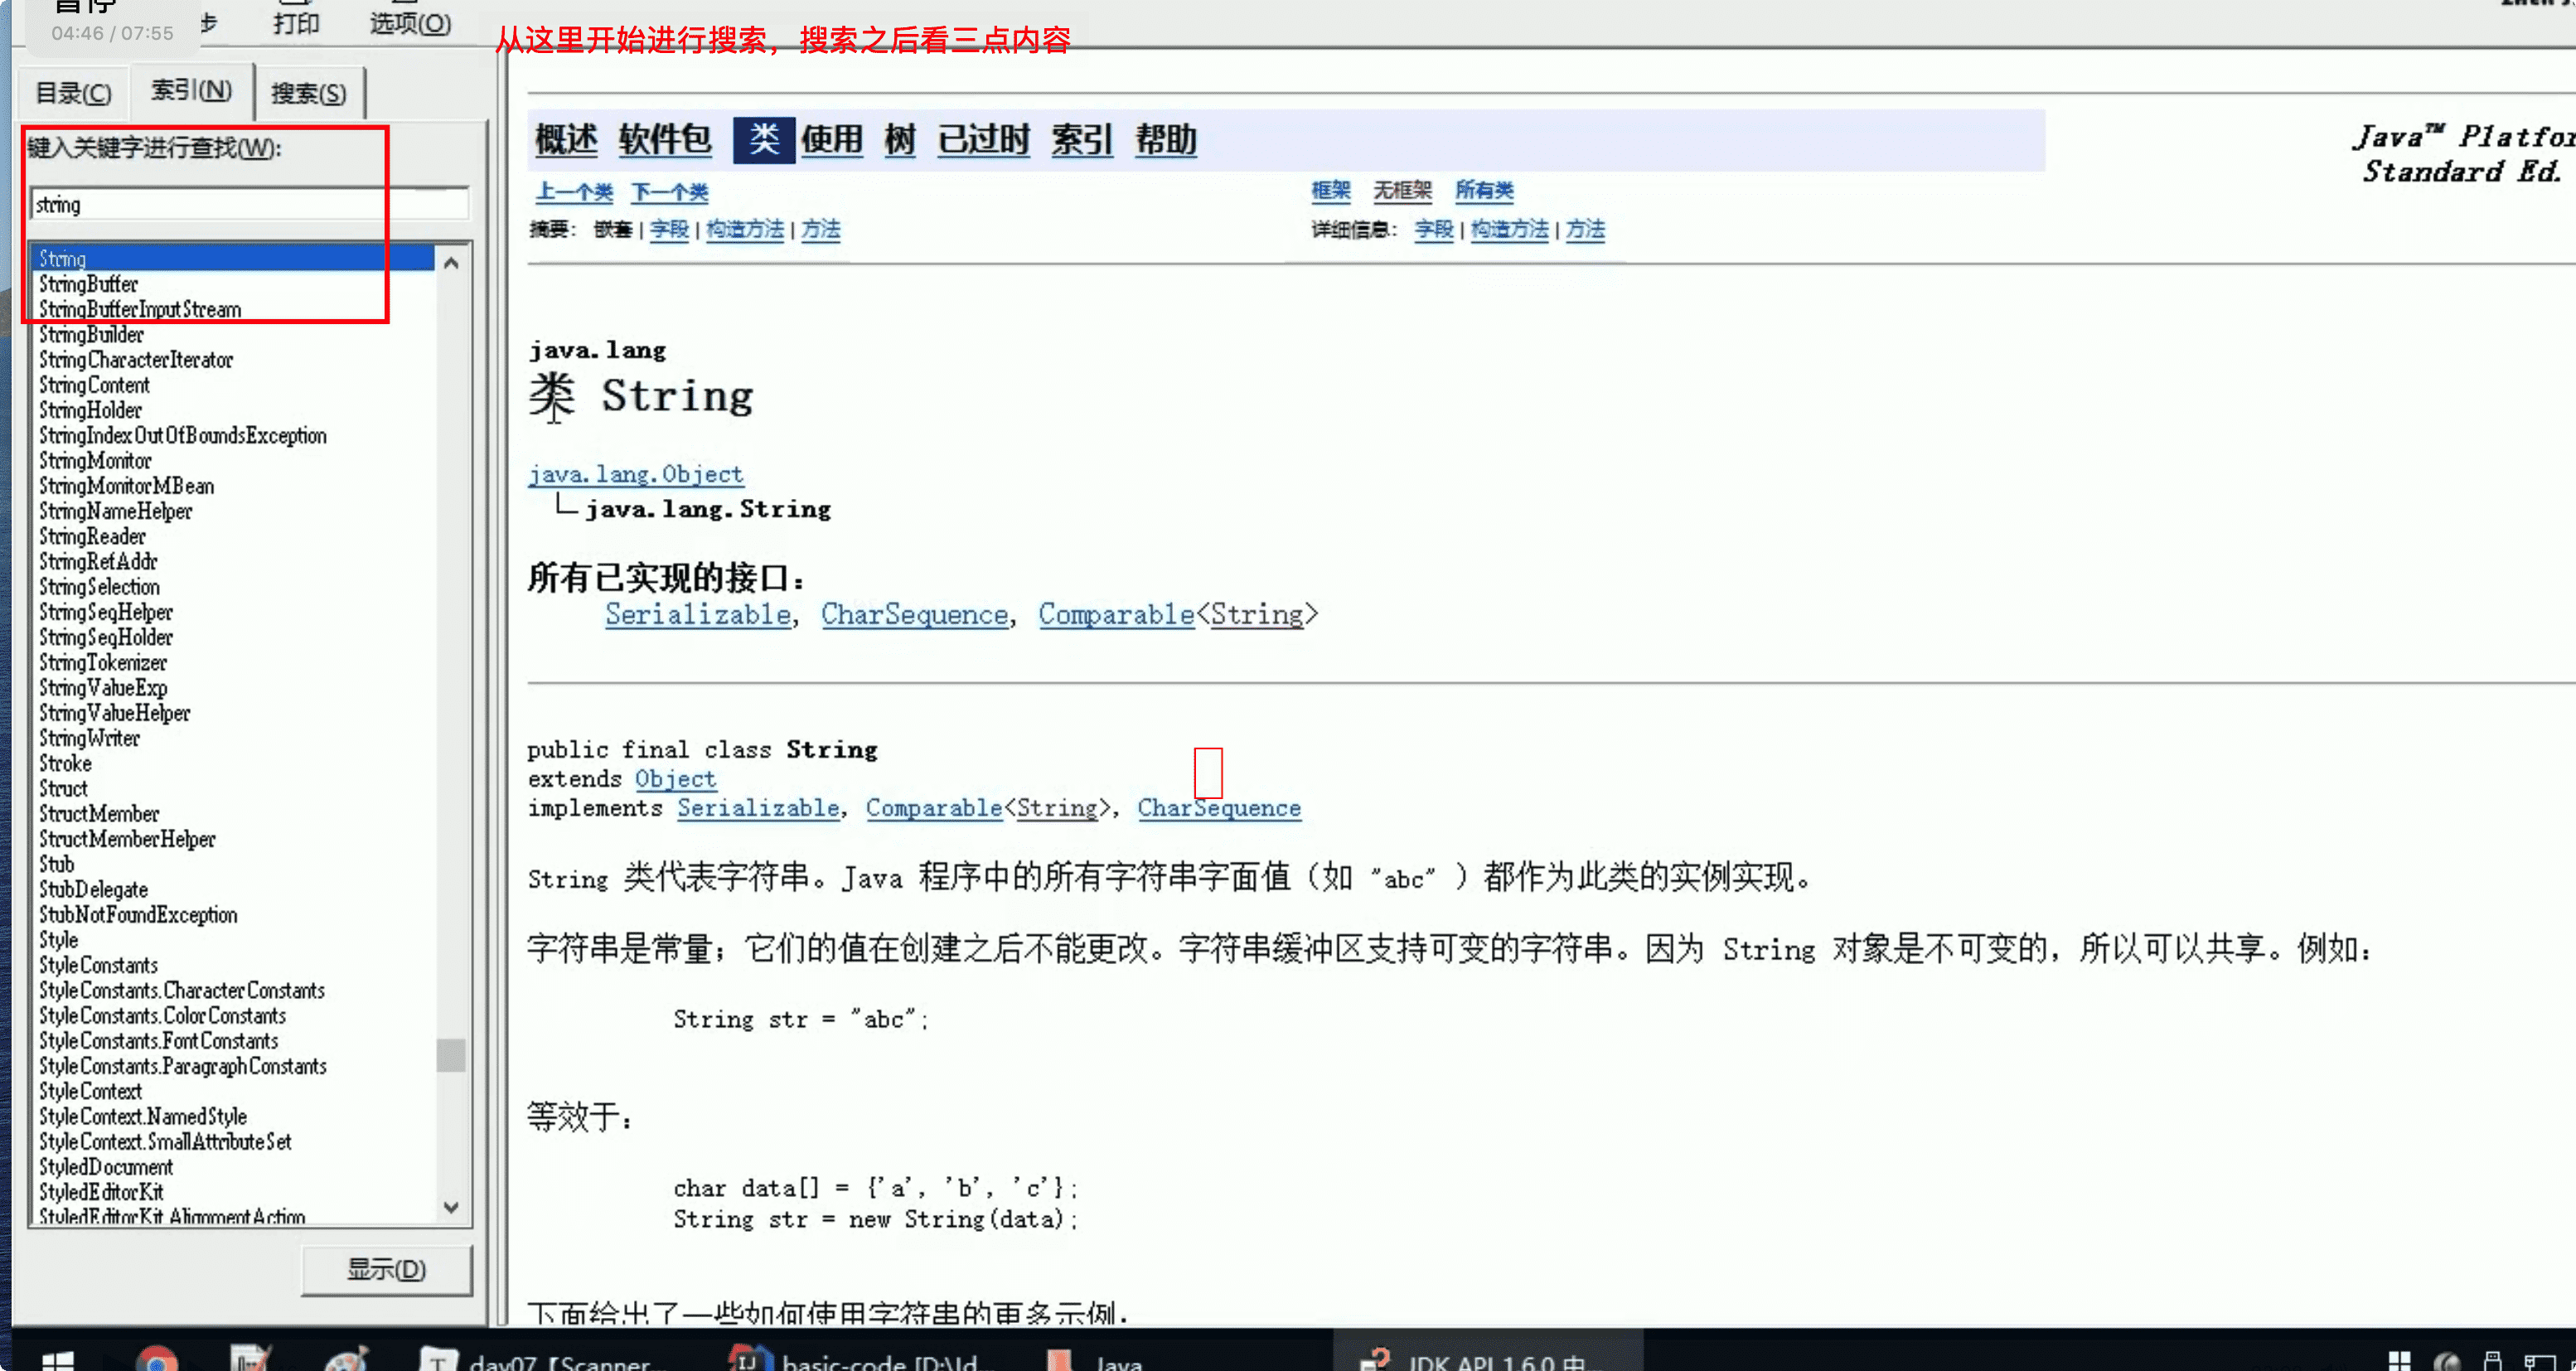 暂停
04:46 / 07:55
步 打印 选项(O)
从这里开始进行搜索，搜索之后看三点内容
目录(C) 索引(N) 搜索(S)
键入关键字进行查找(W):
string
String
StringBuffer
StringBufferInputStream
StringBuilder
StringCharacterIterator
StringContent
StringHolder
StringIndexOutOfBoundsException
StringMonitor
StringMonitorMBean
StringNameHelper
StringReader
StringRefAddr
StringSelection
StringSeqHelper
StringSeqHolder
StringTokenizer
StringValueExp
StringValueHelper
StringWriter
Stroke
Struct
StructMember
StructMemberHelper
Stub
StubDelegate
StubNotFoundException
Style
StyleConstants
StyleConstants.CharacterConstants
StyleConstants.ColorConstants
StyleConstants.FontConstants
StyleConstants.ParagraphConstants
StyleContext
StyleContext.NamedStyle
StyleContext.SmallAttributeSet
StyledDocument
StyledEditorKit
StyledEditorKit.AlignmentAction
显示(D)
概述 软件包 类 使用 树 已过时 索引 帮助
Java™ Platfor
Standard Ed.
上一个类 下一个类 框架 无框架 所有类
摘要： 嵌套 | 字段 | 构造方法 | 方法 详细信息： 字段 | 构造方法 | 方法
java.lang
类 String
java.lang.Object
java.lang.String
所有已实现的接口：
Serializable, CharSequence, Comparable<String>
public final class String
extends Object
implements Serializable, Comparable<String>, CharSequence
String 类代表字符串。Java 程序中的所有字符串字面值（如 "abc" ）都作为此类的实例实现。
字符串是常量；它们的值在创建之后不能更改。字符串缓冲区支持可变的字符串。因为 String 对象是不可变的，所以可以共享。例如：
String str = "abc";
等效于：
char data[] = {'a', 'b', 'c'};
String str = new String(data);
下面给出了一些如何使用字符串的更多示例：
day07【Scanner... basic-code [D:\Id... Java JDK API 1.6.0 中...